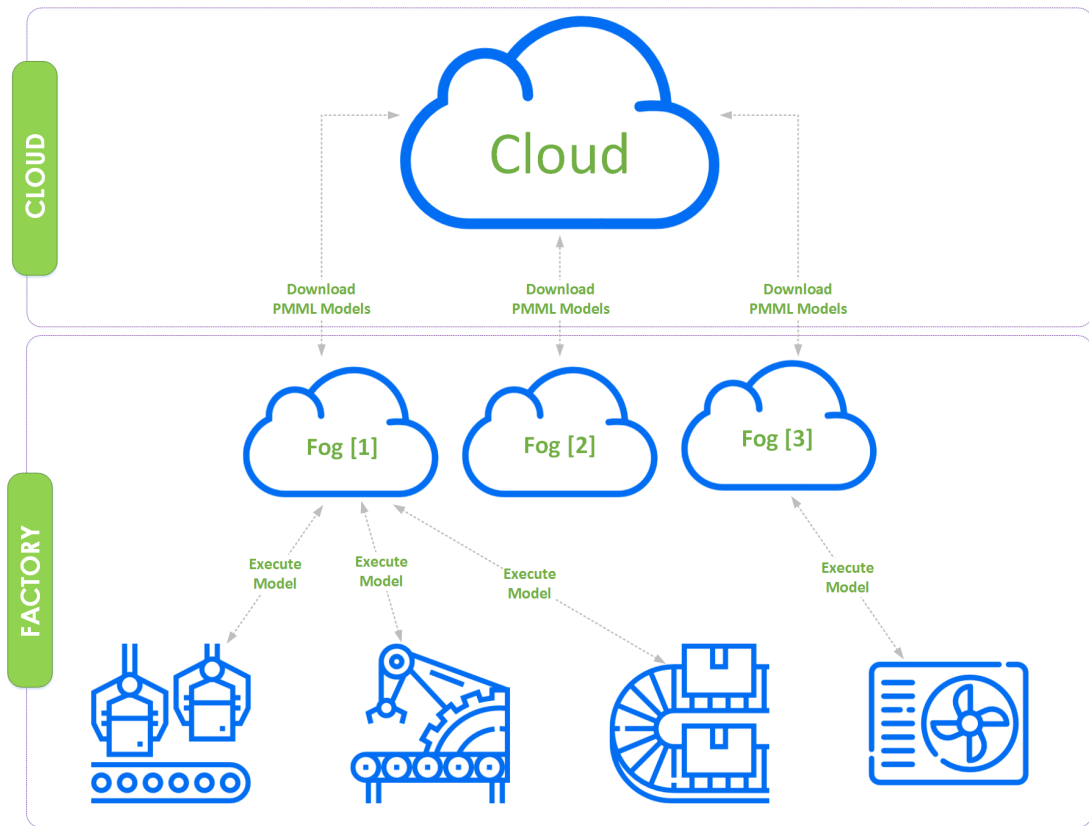 CLOUD
Cloud
Download
PMML Models
Download
PMML Models
Download
PMML Models
FACTORY
Fog [1]
Fog [2]
Fog [3]
Execute
Model
Execute
Model
Execute
Model
Execute
Model